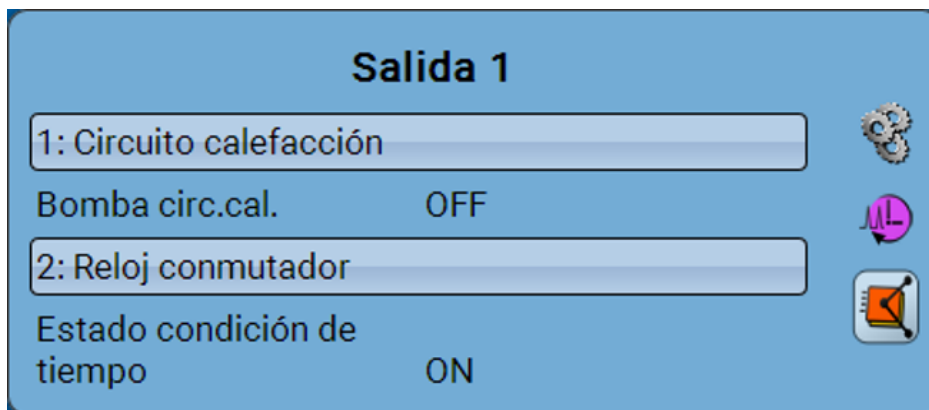 Salida 1
1: Circuito calefacción
Bomba circ.cal. OFF
2: Reloj conmutador
Estado condición de
tiempo ON